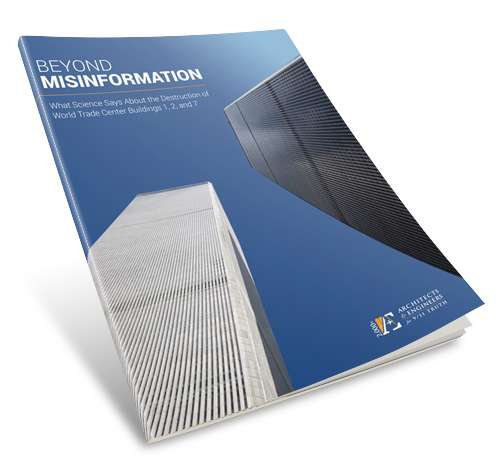 BEYOND
MISINFORMATION
What Science Says About the Destruction of
World Trade Center Buildings 1, 2, and 7
ARCHITECTS
& ENGINEERS
for 9/11 TRUTH